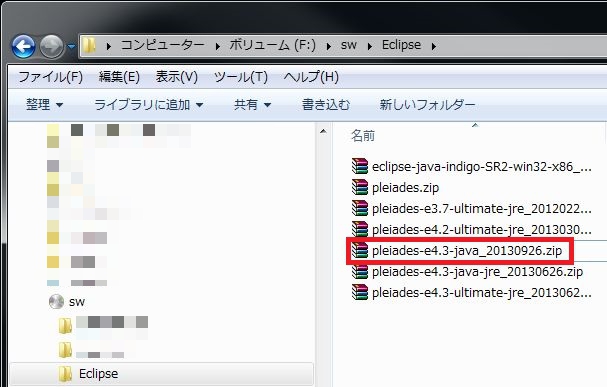 コンピューター ボリューム (F:) sw Eclipse
ファイル(F) 編集(E) 表示(V) ツール(T) ヘルプ(H)
整理 ライブラリに追加 共有 書き込む 新しいフォルダー
名前
eclipse-java-indigo-SR2-win32-x86_...
pleiades.zip
pleiades-e3.7-ultimate-jre_2012022...
pleiades-e4.2-ultimate-jre_2013030...
pleiades-e4.3-java_20130926.zip
pleiades-e4.3-java-jre_20130626.zip
pleiades-e4.3-ultimate-jre_2013062...
sw
Eclipse